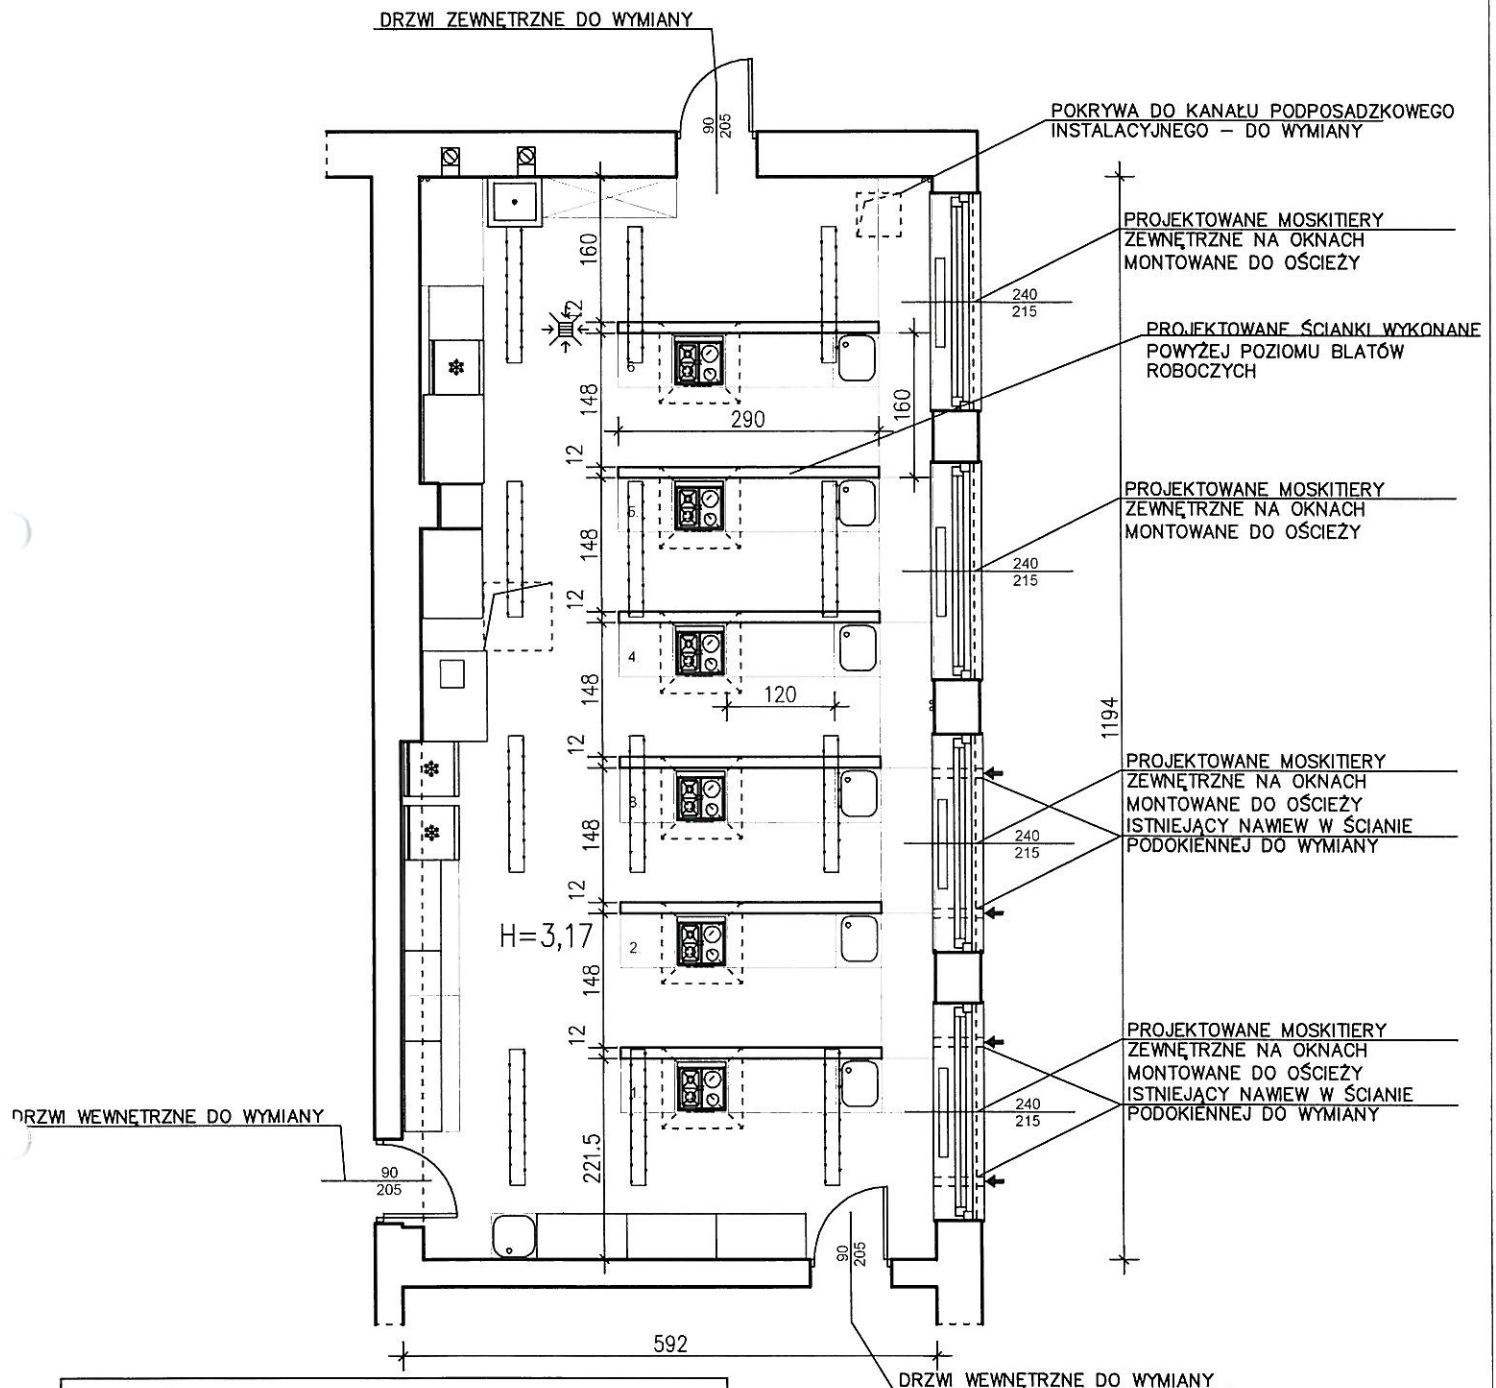 DRZWI ZEWNĘTRZNE DO WYMIANY
90
205
POKRYWA DO KANAŁU PODPOSADZKOWEGO
INSTALACYJNEGO – DO WYMIANY
PROJEKTOWANE MOSKITIERY
ZEWNĘTRZNE NA OKNACH
MONTOWANE DO OŚCIEŻY
160
240
215
12
PROJEKTOWANE ŚCIANKI WYKONANE
POWYŻEJ POZIOMU BLATÓW
ROBOCZYCH
6
148
160
290
12
PROJEKTOWANE MOSKITIERY
ZEWNĘTRZNE NA OKNACH
MONTOWANE DO OŚCIEŻY
5
148
240
215
12
4
148
120
1194
12
PROJEKTOWANE MOSKITIERY
ZEWNĘTRZNE NA OKNACH
MONTOWANE DO OŚCIEŻY
ISTNIEJĄCY NAWIEW W ŚCIANIE
PODOKIENNEJ DO WYMIANY
3
148
240
215
12
H=3,17
2
148
12
PROJEKTOWANE MOSKITIERY
ZEWNĘTRZNE NA OKNACH
MONTOWANE DO OŚCIEŻY
ISTNIEJĄCY NAWIEW W ŚCIANIE
PODOKIENNEJ DO WYMIANY
1
240
215
DRZWI WEWNĘTRZNE DO WYMIANY
221.5
90
205
90
205
592
DRZWI WEWNĘTRZNE DO WYMIANY